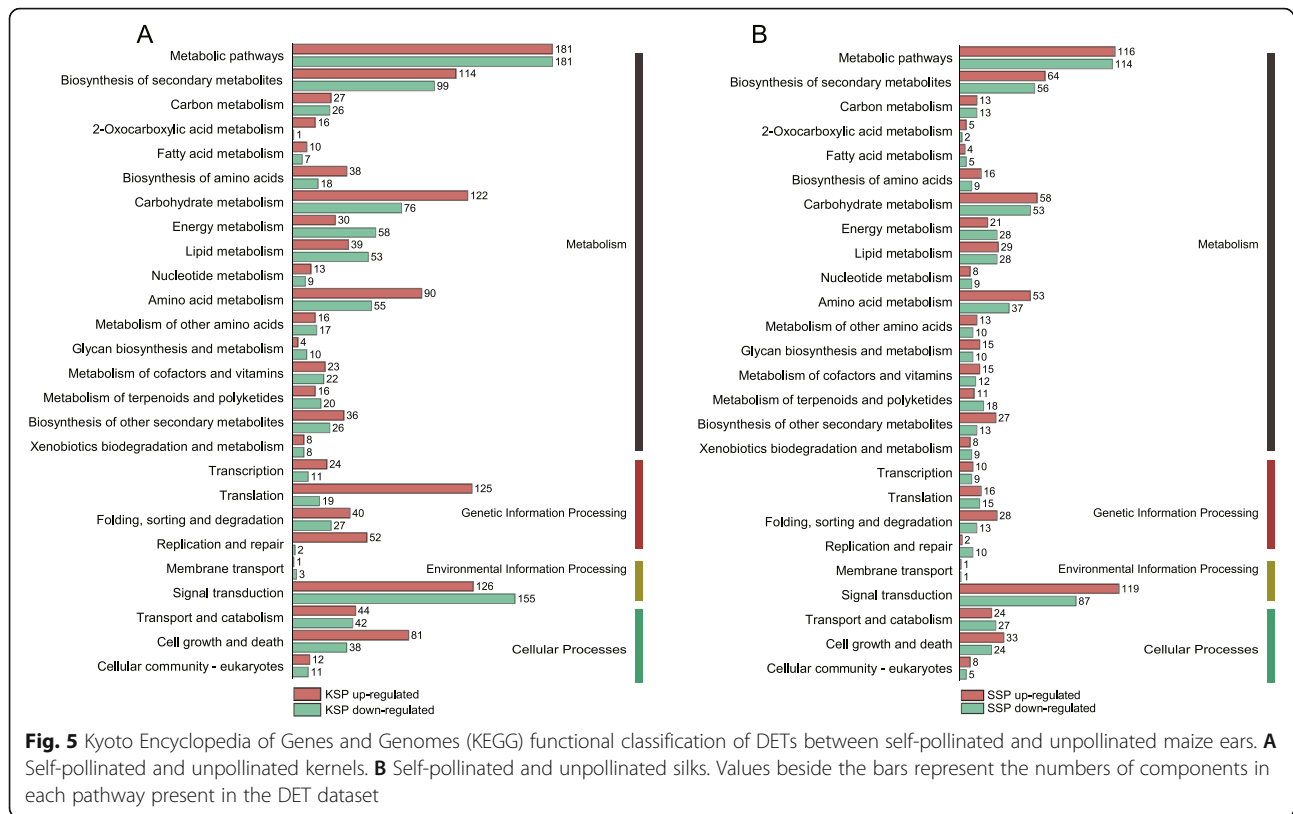 A
Metabolic pathways 181 181
Biosynthesis of secondary metabolites 114 99
Carbon metabolism 27 26
2-Oxocarboxylic acid metabolism 16 1
Fatty acid metabolism 10 7
Biosynthesis of amino acids 38 18
Carbohydrate metabolism 122 76
Energy metabolism 30 58
Lipid metabolism 39 53
Nucleotide metabolism 13 9
Amino acid metabolism 90 55
Metabolism of other amino acids 16 17
Glycan biosynthesis and metabolism 4 10
Metabolism of cofactors and vitamins 23 22
Metabolism of terpenoids and polyketides 16 20
Biosynthesis of other secondary metabolites 36 26
Xenobiotics biodegradation and metabolism 8 8
Transcription 24 11
Translation 125 19
Folding, sorting and degradation 40 27
Replication and repair 52 2
Membrane transport 1 3
Signal transduction 126 155
Transport and catabolism 44 42
Cell growth and death 81 38
Cellular community - eukaryotes 12 11
Metabolism
Genetic Information Processing
Environmental Information Processing
Cellular Processes
KSP up-regulated
KSP down-regulated
B
Metabolic pathways 116 114
Biosynthesis of secondary metabolites 64 56
Carbon metabolism 13 13
2-Oxocarboxylic acid metabolism 5 2
Fatty acid metabolism 4 5
Biosynthesis of amino acids 16 9
Carbohydrate metabolism 58 53
Energy metabolism 21 28
Lipid metabolism 29 28
Nucleotide metabolism 8 9
Amino acid metabolism 53 37
Metabolism of other amino acids 13 10
Glycan biosynthesis and metabolism 15 10
Metabolism of cofactors and vitamins 15 12
Metabolism of terpenoids and polyketides 11 18
Biosynthesis of other secondary metabolites 27 13
Xenobiotics biodegradation and metabolism 8 9
Transcription 10 9
Translation 16 15
Folding, sorting and degradation 28 13
Replication and repair 2 10
Membrane transport 1 1
Signal transduction 119 87
Transport and catabolism 24 27
Cell growth and death 33 24
Cellular community - eukaryotes 8 5
Metabolism
Genetic Information Processing
Environmental Information Processing
Cellular Processes
SSP up-regulated
SSP down-regulated
Fig. 5 Kyoto Encyclopedia of Genes and Genomes (KEGG) functional classification of DETs between self-pollinated and unpollinated maize ears. A
Self-pollinated and unpollinated kernels. B Self-pollinated and unpollinated silks. Values beside the bars represent the numbers of components in
each pathway present in the DET dataset